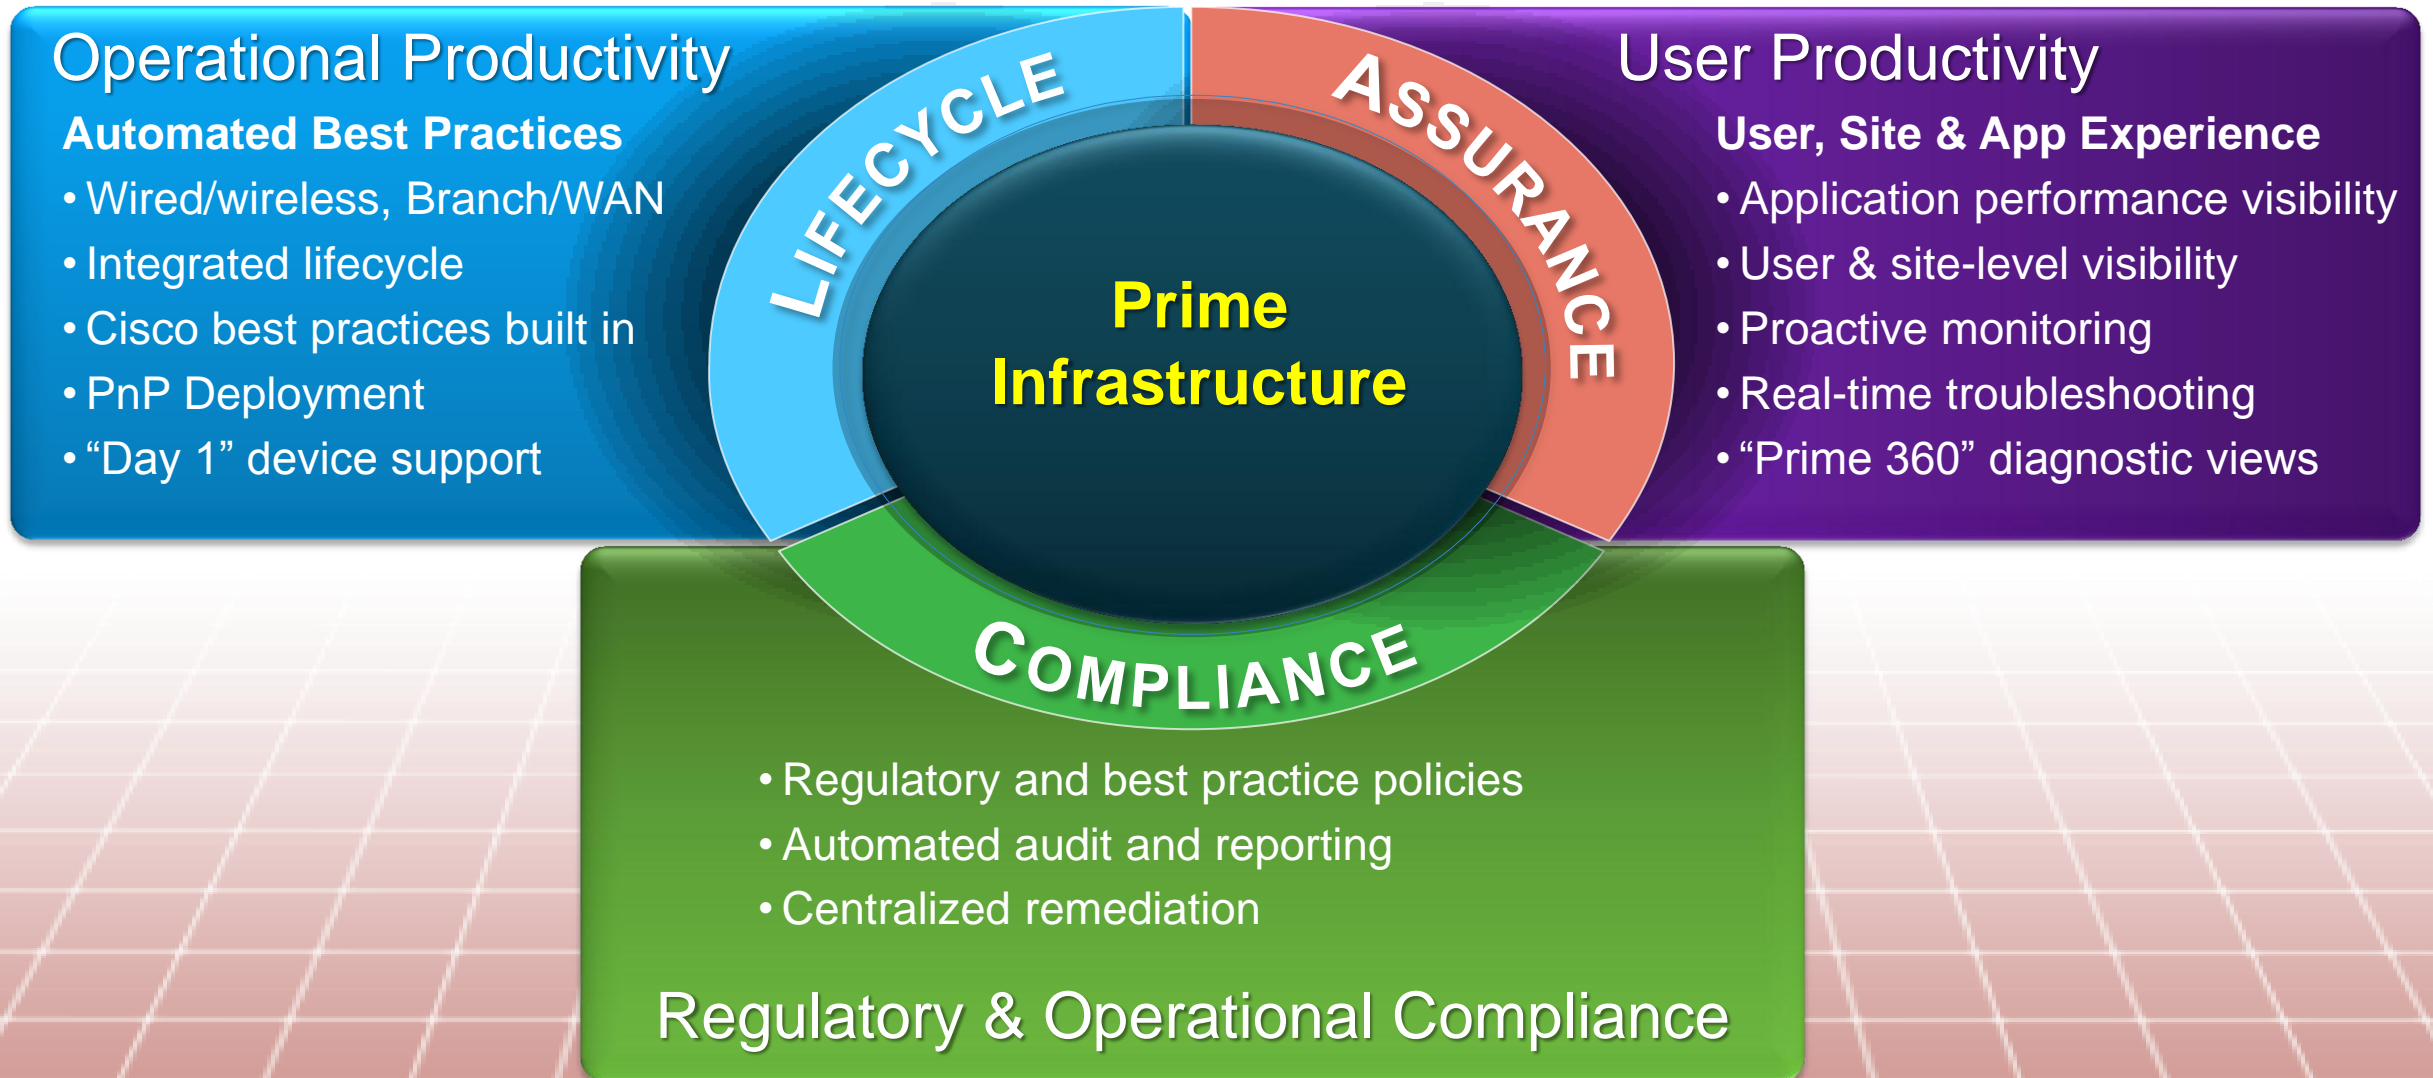 Operational Productivity
Automated Best Practices
• Wired/wireless, Branch/WAN
• Integrated lifecycle
• Cisco best practices built in
• PnP Deployment
• “Day 1” device support
LIFECYCLE
ASSURANCE
Prime
Infrastructure
User Productivity
User, Site & App Experience
• Application performance visibility
• User & site-level visibility
• Proactive monitoring
• Real-time troubleshooting
• “Prime 360” diagnostic views
COMPLIANCE
• Regulatory and best practice policies
• Automated audit and reporting
• Centralized remediation
Regulatory & Operational Compliance